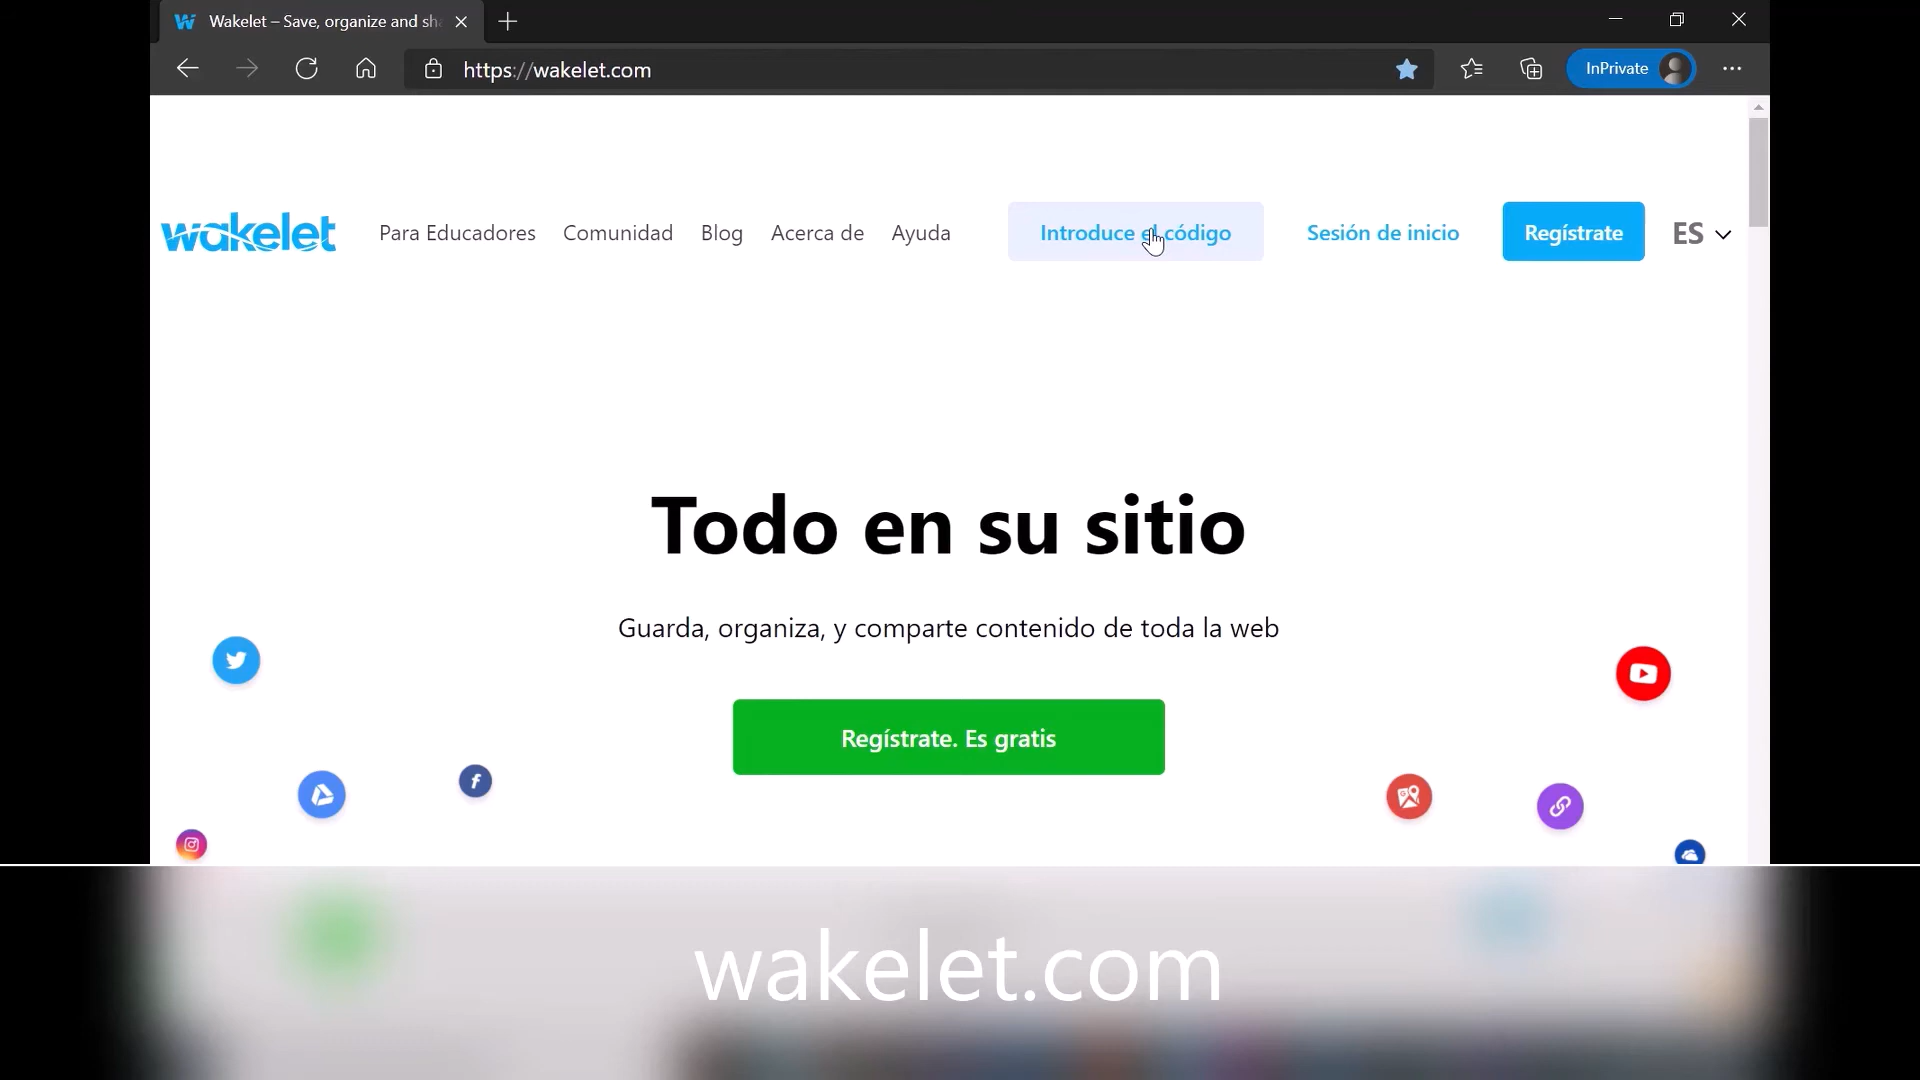 Wakelet – Save, organize and sh
https://wakelet.com
InPrivate
wakelet
Para Educadores
Comunidad
Blog
Acerca de
Ayuda
Introduce el código
Sesión de inicio
Regístrate
ES
Todo en su sitio
Guarda, organiza, y comparte contenido de toda la web
Regístrate. Es gratis
wakelet.com